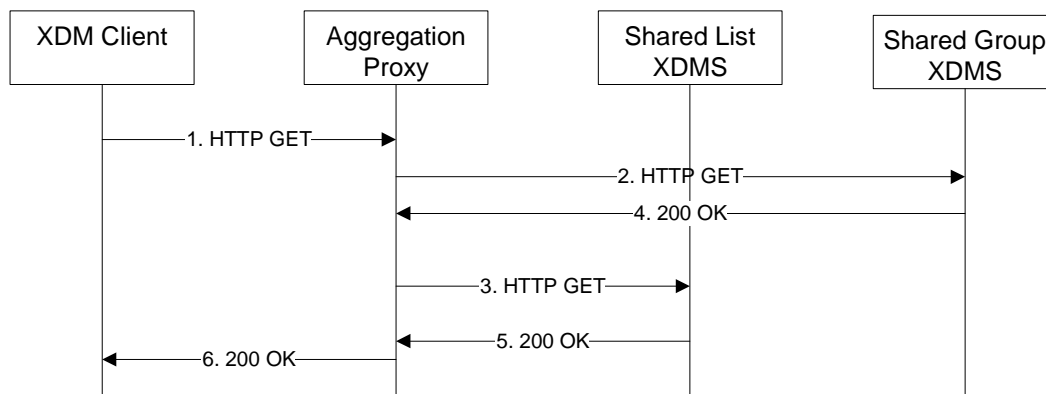 XDM Client
Aggregation
Proxy
Shared List
XDMS
Shared Group
XDMS
1. HTTP GET
2. HTTP GET
4. 200 OK
3. HTTP GET
5. 200 OK
6. 200 OK